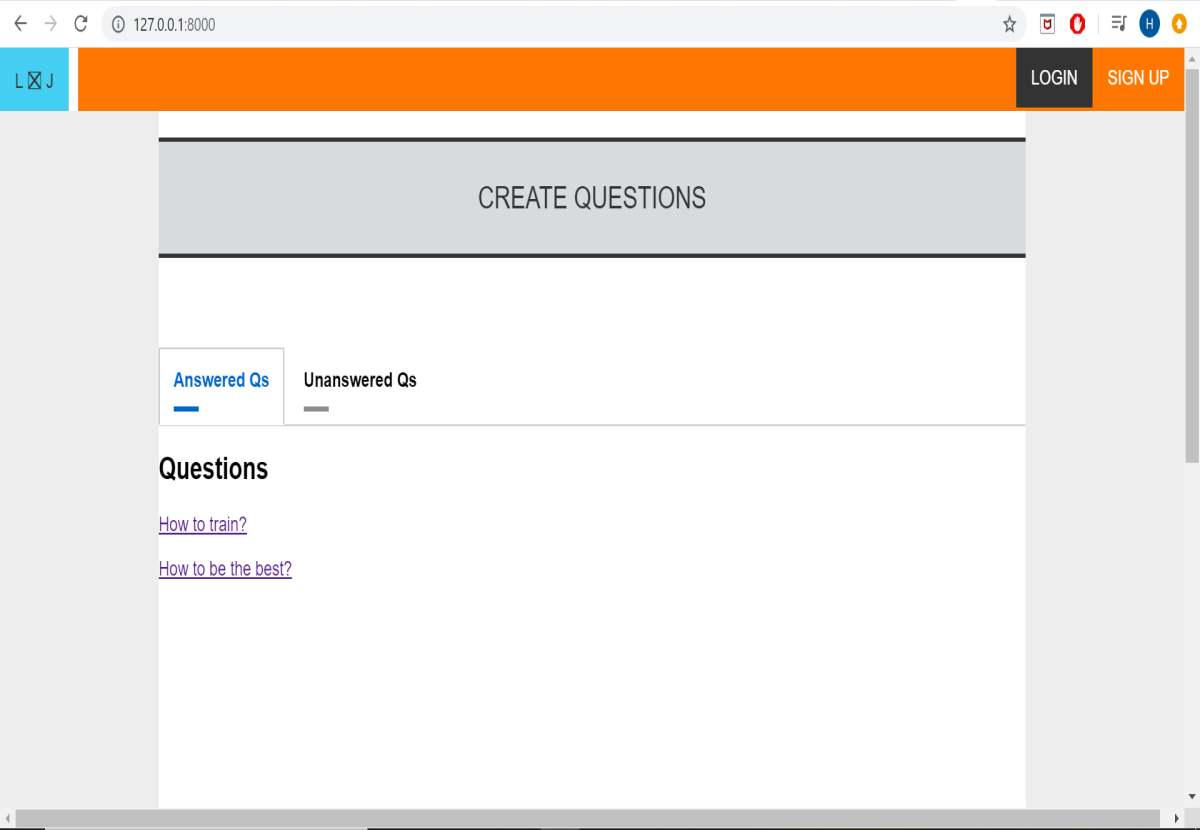 127.0.0.1:8000
H
L ☒ J
LOGIN
SIGN UP
CREATE QUESTIONS
Answered Qs
Unanswered Qs
Questions
How to train?
How to be the best?